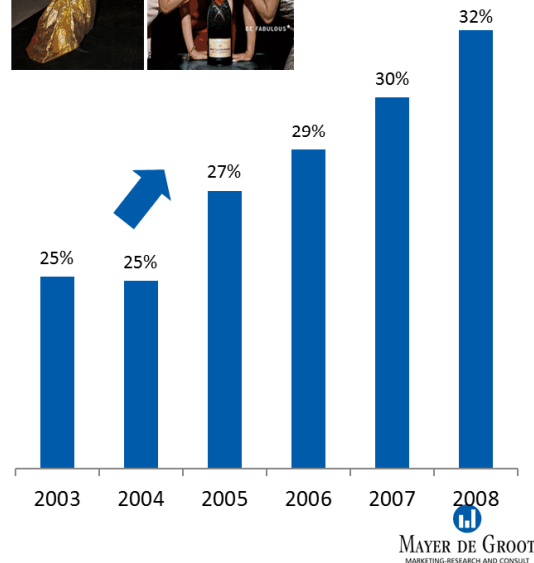 BE FABULOUS*
32%
30%
29%
27%
25%
25%
2003 2004 2005 2006 2007 2008
MAYER DE GROOT
MARKETING-RESEARCH AND CONSULT